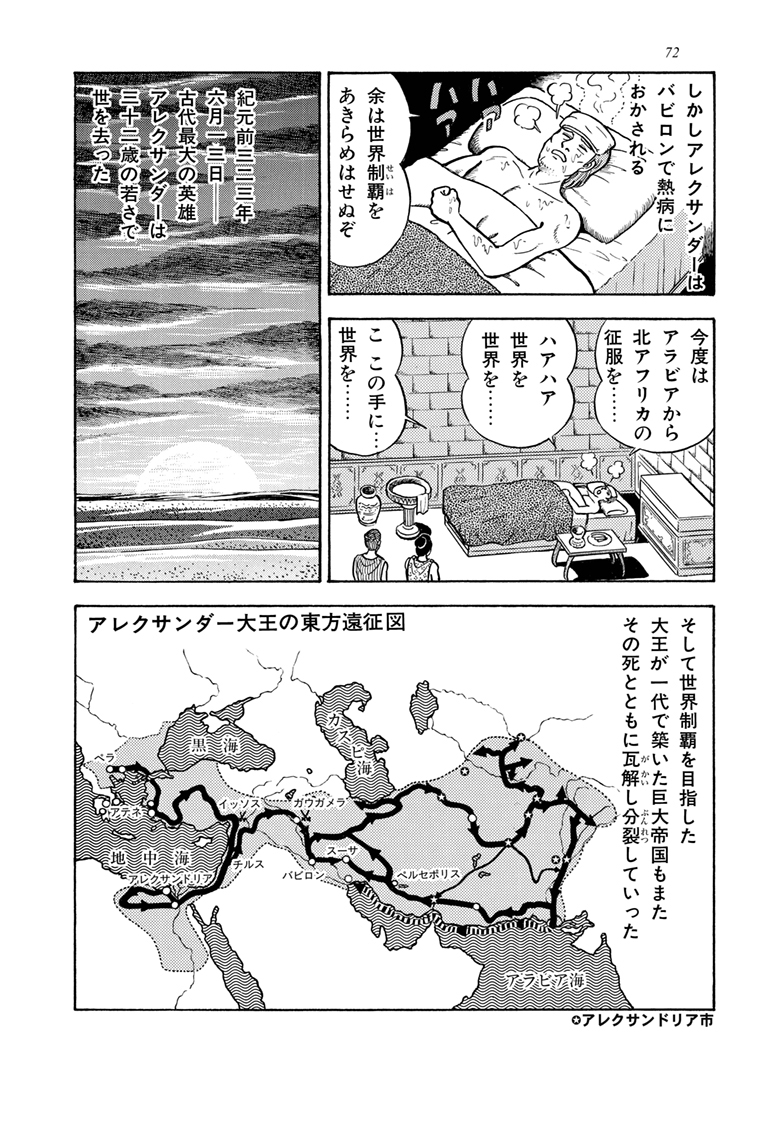 72
しかしアレクサンダーは
バビロンで熱病に
おかされる
ハァ
ハァ
余は世界制覇を
あきらめはせぬぞ
せいは
今度は
アラビアから
北アフリカの
征服を……
ハアハア
世界を
世界を……
こ この手に…
世界を……
紀元前三二三年
六月一三日――
古代最大の英雄
アレクサンダーは
三十二歳の若さで
世を去った
そして世界制覇を目指した
大王が一代で築いた巨大帝国もまた
その死とともに瓦解し分裂していった
がかい
ぶんれつ
アレクサンダー大王の東方遠征図
黒海
カスピ海
ペラ
アテネ
イッソス
ガウガメラ
地中海
チルス
スーサ
アレクサンドリア
バビロン
ペルセポリス
アラビア海
✪アレクサンドリア市